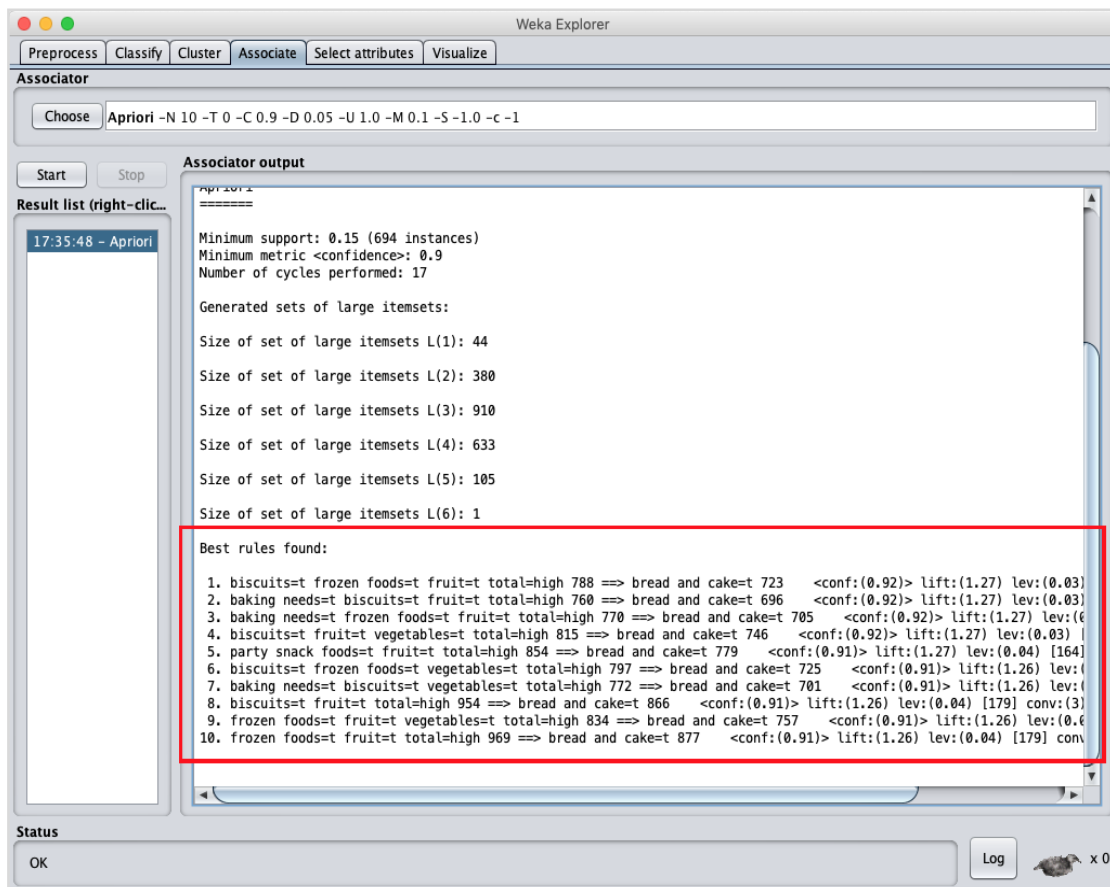 Weka Explorer
Preprocess Classify Cluster Associate Select attributes Visualize
Associator
Choose Apriori -N 10 -T 0 -C 0.9 -D 0.05 -U 1.0 -M 0.1 -S -1.0 -c -1
Start Stop
Associator output
Result list (right-clic...
17:35:48 - Apriori
Apriori
=======
Minimum support: 0.15 (694 instances)
Minimum metric <confidence>: 0.9
Number of cycles performed: 17
Generated sets of large itemsets:
Size of set of large itemsets L(1): 44
Size of set of large itemsets L(2): 380
Size of set of large itemsets L(3): 910
Size of set of large itemsets L(4): 633
Size of set of large itemsets L(5): 105
Size of set of large itemsets L(6): 1
Best rules found:
1. biscuits=t frozen foods=t fruit=t total=high 788 ==> bread and cake=t 723 <conf:(0.92)> lift:(1.27) lev:(0.03)
2. baking needs=t biscuits=t fruit=t total=high 760 ==> bread and cake=t 696 <conf:(0.92)> lift:(1.27) lev:(0.03)
3. baking needs=t frozen foods=t fruit=t total=high 770 ==> bread and cake=t 705 <conf:(0.92)> lift:(1.27) lev:(
4. biscuits=t fruit=t vegetables=t total=high 815 ==> bread and cake=t 746 <conf:(0.92)> lift:(1.27) lev:(0.03) [
5. party snack foods=t fruit=t total=high 854 ==> bread and cake=t 779 <conf:(0.91)> lift:(1.27) lev:(0.04) [164]
6. biscuits=t frozen foods=t vegetables=t total=high 797 ==> bread and cake=t 725 <conf:(0.91)> lift:(1.26) lev:
7. baking needs=t biscuits=t vegetables=t total=high 772 ==> bread and cake=t 701 <conf:(0.91)> lift:(1.26) lev:(
8. biscuits=t fruit=t total=high 954 ==> bread and cake=t 866 <conf:(0.91)> lift:(1.26) lev:(0.04) [179] conv:(3)
9. frozen foods=t fruit=t vegetables=t total=high 834 ==> bread and cake=t 757 <conf:(0.91)> lift:(1.26) lev:(0.0
10. frozen foods=t fruit=t total=high 969 ==> bread and cake=t 877 <conf:(0.91)> lift:(1.26) lev:(0.04) [179] con
Status
OK
Log
x 0